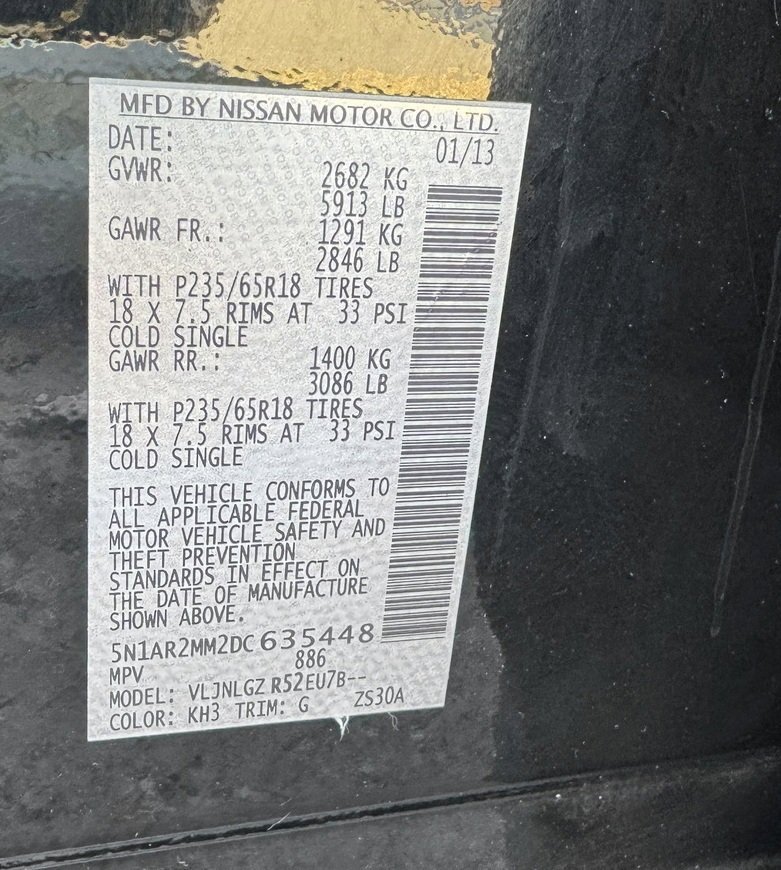 MFD BY NISSAN MOTOR CO., LTD.
DATE: 01/13
GVWR: 2682 KG
5913 LB
GAWR FR.: 1291 KG
2846 LB
WITH P235/65R18 TIRES
18 X 7.5 RIMS AT 33 PSI
COLD SINGLE
GAWR RR.: 1400 KG
3086 LB
WITH P235/65R18 TIRES
18 X 7.5 RIMS AT 33 PSI
COLD SINGLE
THIS VEHICLE CONFORMS TO
ALL APPLICABLE FEDERAL
MOTOR VEHICLE SAFETY AND
THEFT PREVENTION
STANDARDS IN EFFECT ON
THE DATE OF MANUFACTURE
SHOWN ABOVE.
5N1AR2MM2DC 635448
MPV 886
MODEL: VLJNLGZ R52EU7B--
COLOR: KH3 TRIM: G ZS30A